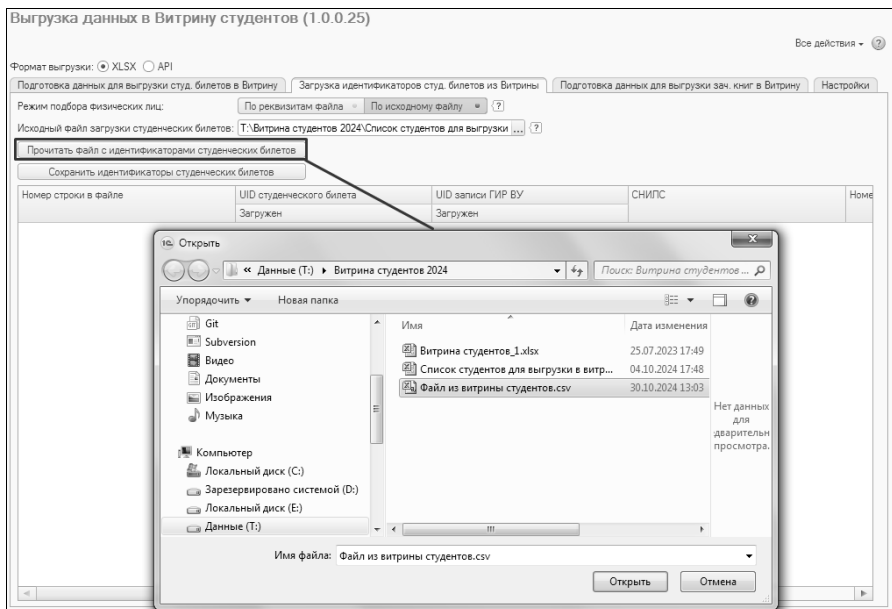 Выгрузка данных в Витрину студентов (1.0.0.25)
Все действия
Формат выгрузки: XLSX API
Подготовка данных для выгрузки студ. билетов в Витрину Загрузка идентификаторов студ. билетов из Витрины Подготовка данных для выгрузки зач. книг в Витрину Настройки
Режим подбора физических лиц: По реквизитам файла По исходному файлу ?
Исходный файл загрузки студенческих билетов: T:\Витрина студентов 2024\Список студентов для выгрузки ... ?
Прочитать файл с идентификаторами студенческих билетов
Сохранить идентификаторы студенческих билетов
Номер строки в файле UID студенческого билета UID записи ГИР ВУ СНИЛС Номе
Загружен Загружен
Открыть
« Данные (T:) Витрина студентов 2024 Поиск: Витрина студентов ...
Упорядочить Новая папка
Git
Subversion
Видео
Документы
Изображения
Музыка
Компьютер
Локальный диск (C:)
Зарезервировано системой (D:)
Локальный диск (E:)
Данные (T:)
Имя Дата изменения
Витрина студентов_1.xlsx 25.07.2023 17:49
Список студентов для выгрузки в витр... 04.10.2024 17:48
Файл из витрины студентов.csv 30.10.2024 13:03
Нет данных
для
дварительн
просмотра.
Имя файла: Файл из витрины студентов.csv
Открыть Отмена